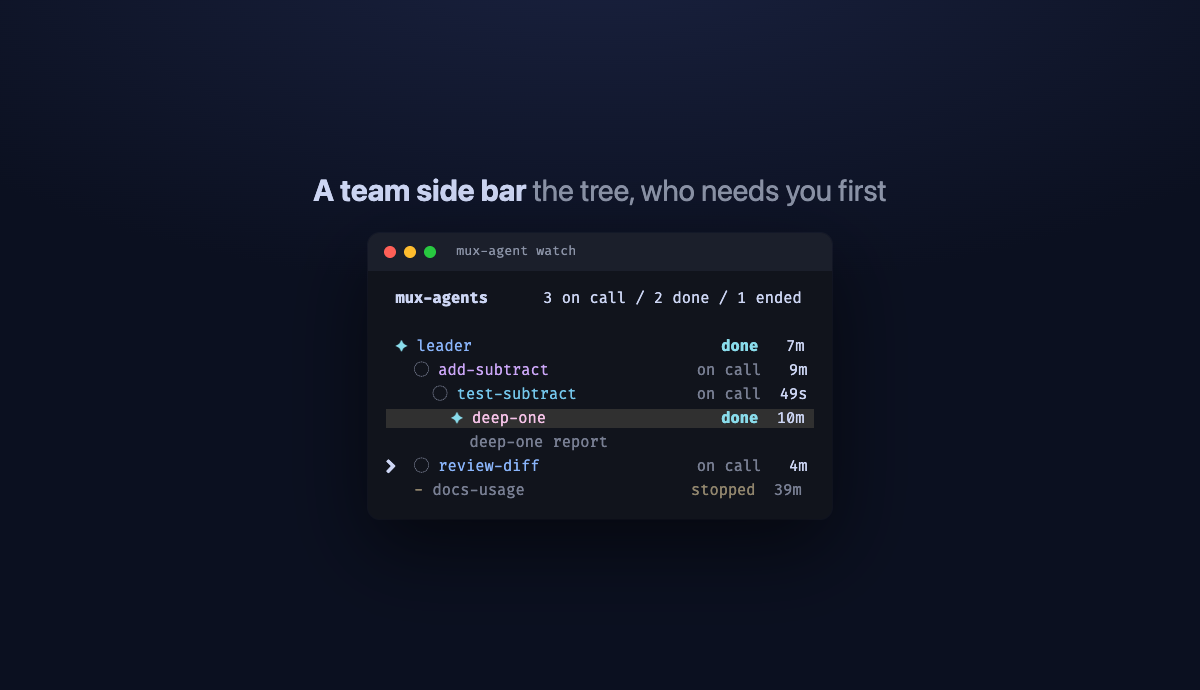 A team side bar the tree, who needs you first
mux-agent watch
mux-agents 3 on call / 2 done / 1 ended
✦ leader done 7m
○ add-subtract on call 9m
○ test-subtract on call 49s
✦ deep-one done 10m
deep-one report
❯ ○ review-diff on call 4m
– docs-usage stopped 39m